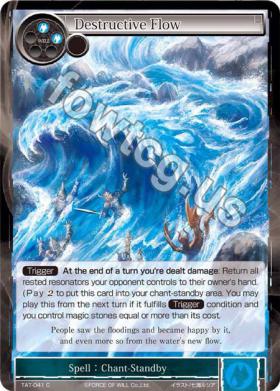 Destructive Flow
fowtcg.us
Trigger At the end of a turn you're dealt damage: Return all
rested resonators your opponent controls to their owner's hand.
(Pay 2 to put this card into your chant-standby area. You may
play this from the next turn if it fulfills Trigger condition and
you control magic stones equal or more than its cost.
People saw the floodings and became happy by it,
and even more so from the returning waves.
Spell : Chant-Standby
TAT-041 C
©FORCE OF WILL Co.,Ltd.